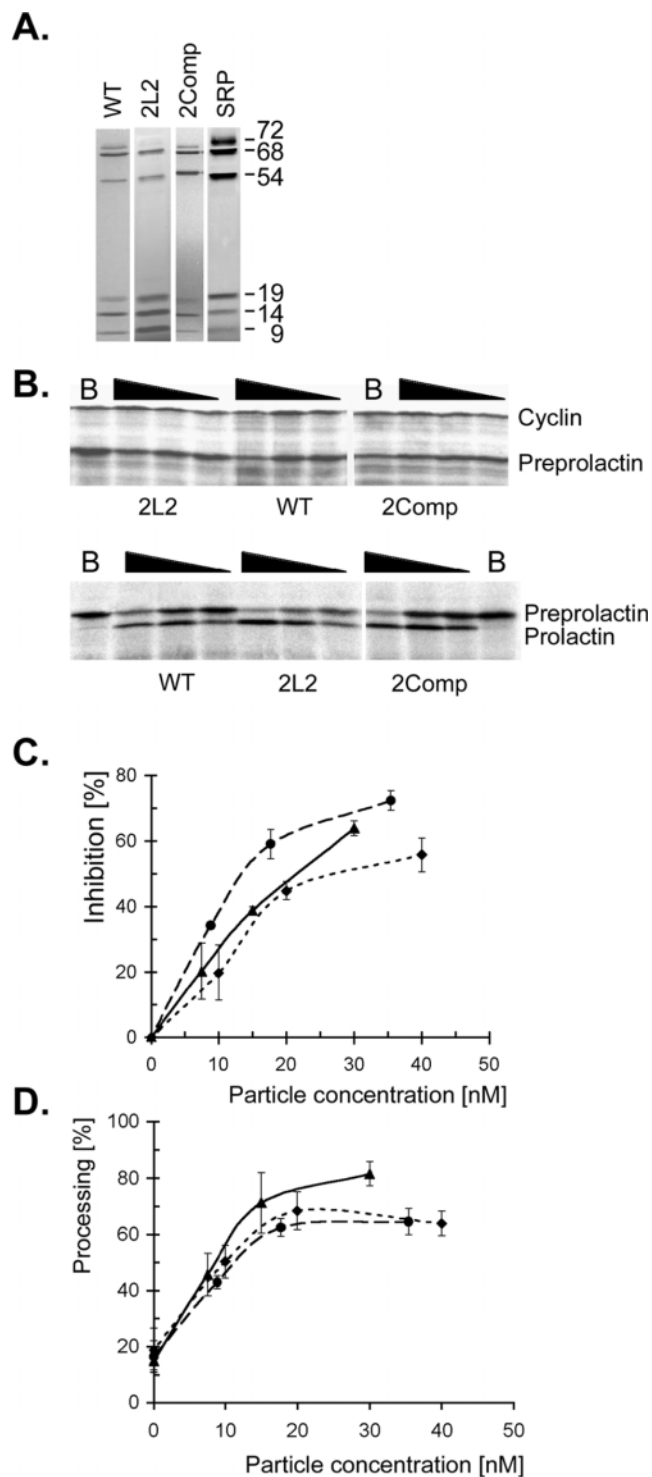 A.
WT
2L2
2Comp
SRP
72
68
54
19
14
9
B.
B
B
Cyclin
Preprolactin
2L2
WT
2Comp
B
B
Preprolactin
Prolactin
WT
2L2
2Comp
C.
Inhibition [%]
80
60
40
20
0
0 10 20 30 40 50
Particle concentration [nM]
D.
Processing [%]
100
80
60
40
20
0
0 10 20 30 40 50
Particle concentration [nM]